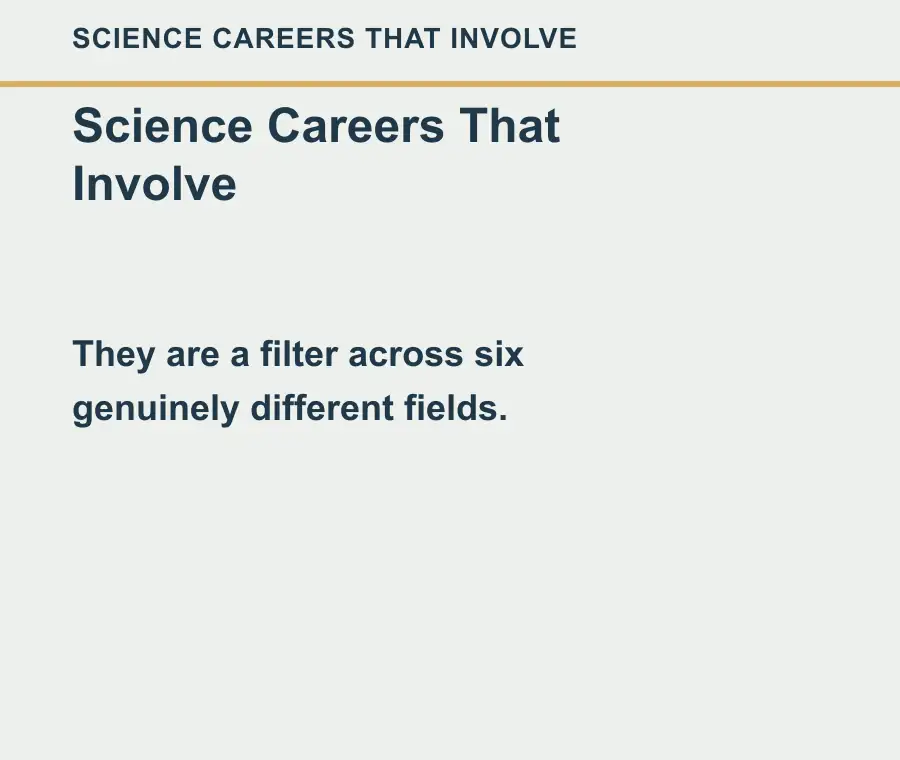 SCIENCE CAREERS THAT INVOLVE
Science Careers That
Involve
They are a filter across six
genuinely different fields.